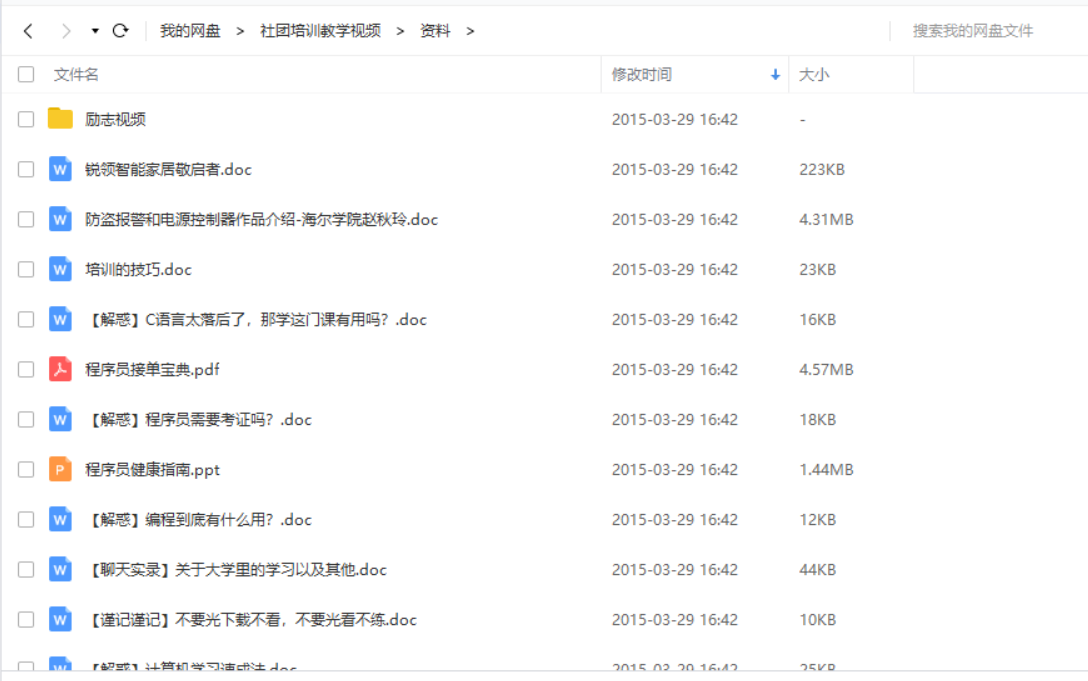 我的网盘 > 社团培训教学视频 > 资料 > 搜索我的网盘文件
文件名 修改时间 大小
励志视频 2015-03-29 16:42 -
W 锐领智能家居敬启者.doc 2015-03-29 16:42 223KB
W 防盗报警和电源控制器作品介绍-海尔学院赵秋玲.doc 2015-03-29 16:42 4.31MB
W 培训的技巧.doc 2015-03-29 16:42 23KB
W 【解惑】C语言太落后了，那学这门课有用吗？.doc 2015-03-29 16:42 16KB
程序员接单宝典.pdf 2015-03-29 16:42 4.57MB
W 【解惑】程序员需要考证吗？.doc 2015-03-29 16:42 18KB
P 程序员健康指南.ppt 2015-03-29 16:42 1.44MB
W 【解惑】编程到底有什么用？.doc 2015-03-29 16:42 12KB
W 【聊天实录】关于大学里的学习以及其他.doc 2015-03-29 16:42 44KB
W 【谨记谨记】不要光下载不看，不要光看不练.doc 2015-03-29 16:42 10KB
W 【解惑】计算机学习速成法.doc 2015-03-29 16:42 25KB